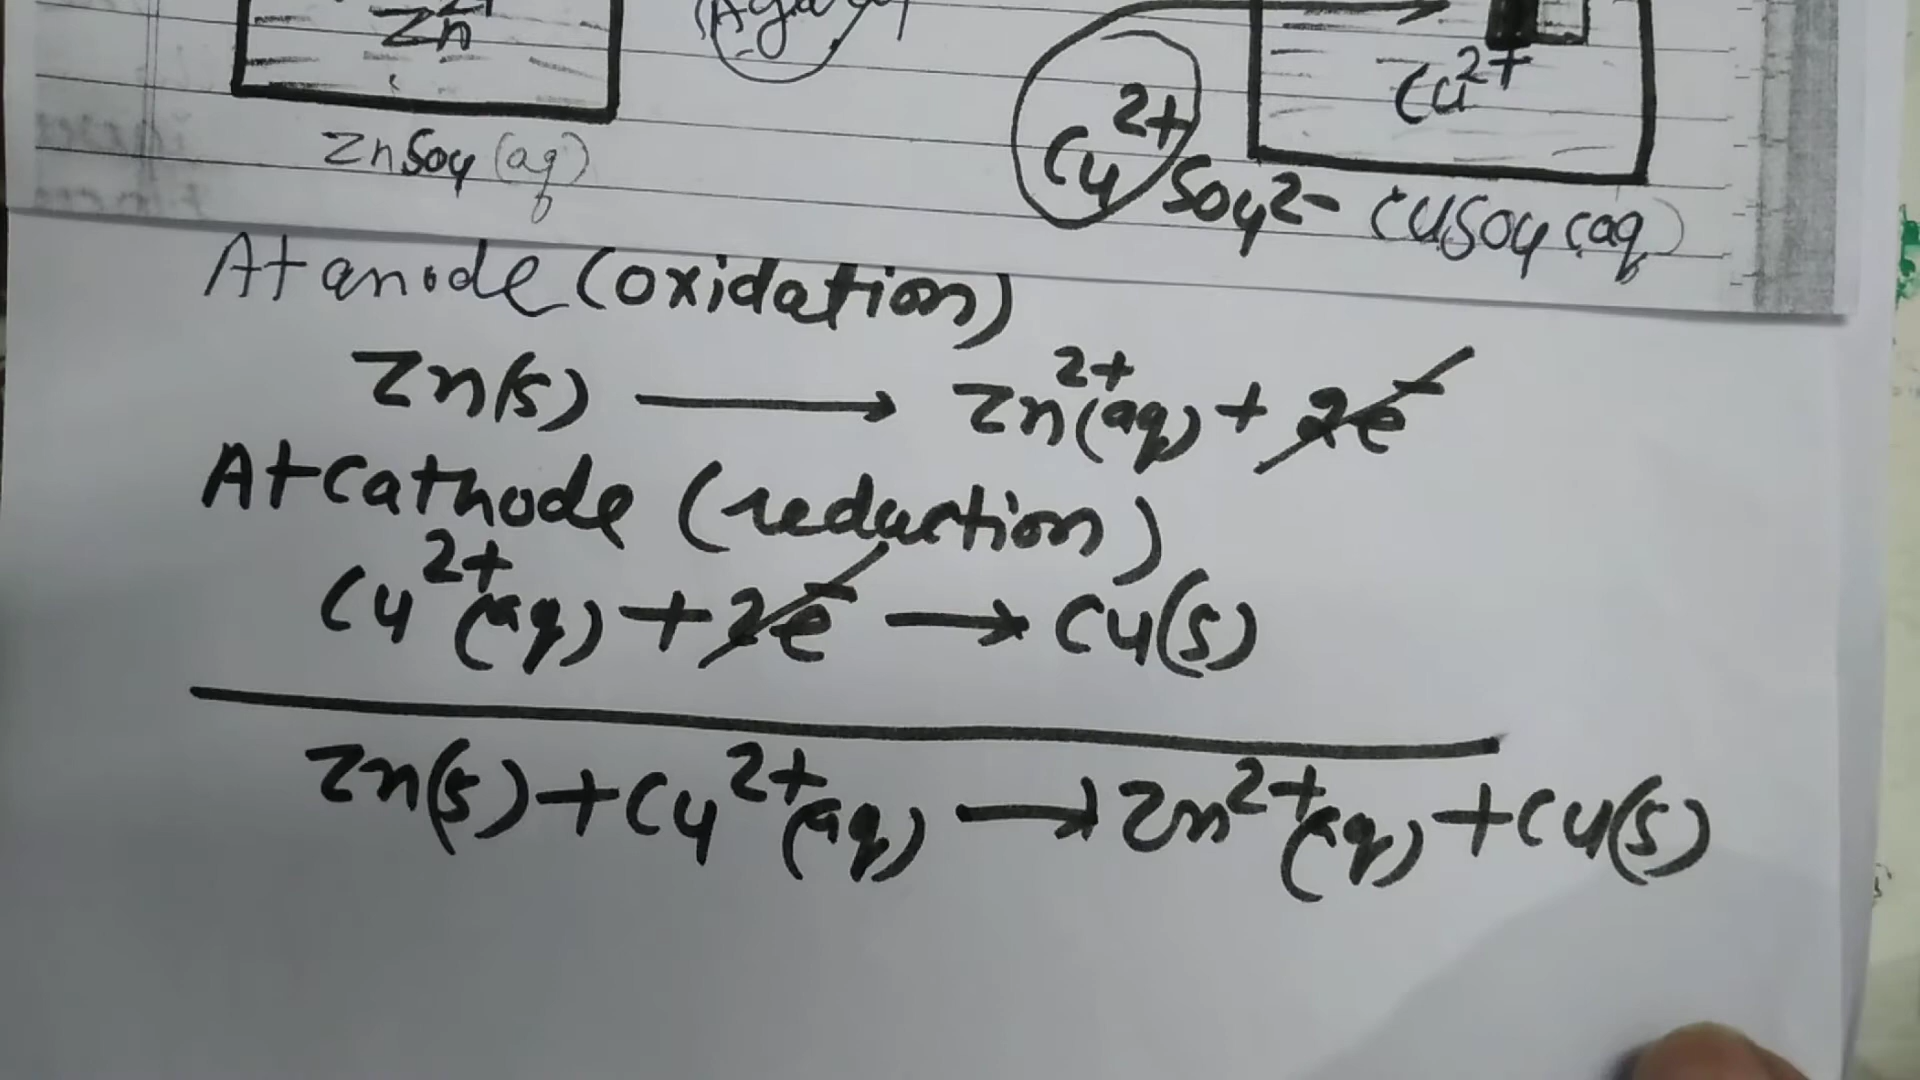 Zn2+
Cu2+
ZnSO4 (aq)
Cu2+ SO42- CuSO4 (aq)
At anode (oxidation)
Zn(s) ⟶ Zn2+(aq) + 2e-
At cathode (reduction)
Cu2+(aq) + 2e- → Cu(s)
Zn(s) + Cu2+(aq) → Zn2+(aq) + Cu(s)